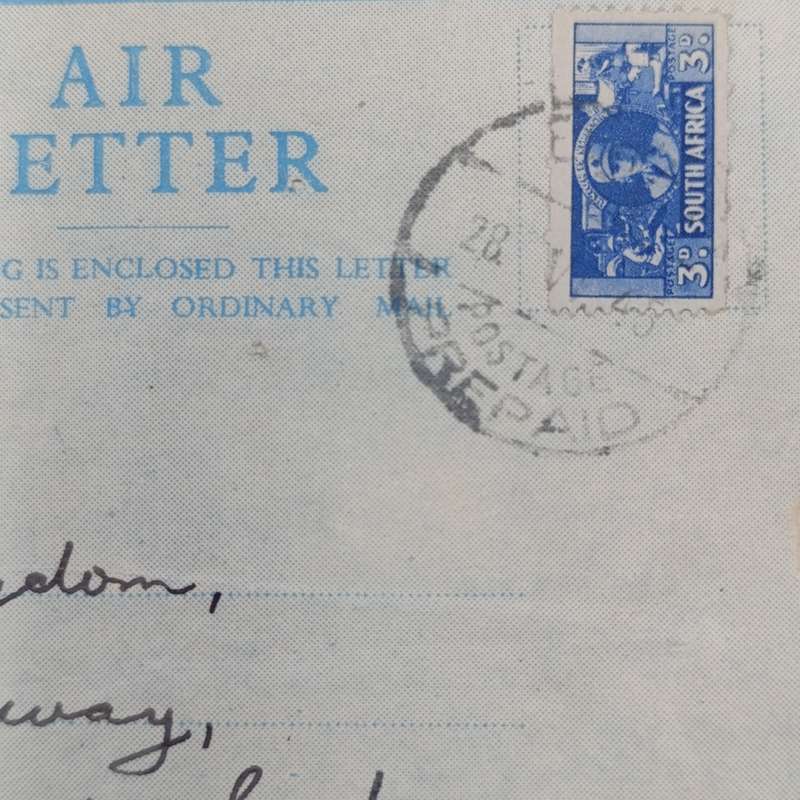 AIR
ETTER
G IS ENCLOSED THIS LETTER
SENT BY ORDINARY MAIL
POSTAGE 3D. SOUTH AFRICA POSTAGE 3D.
28.
POSTAGE
PREPAID
dom,
way,